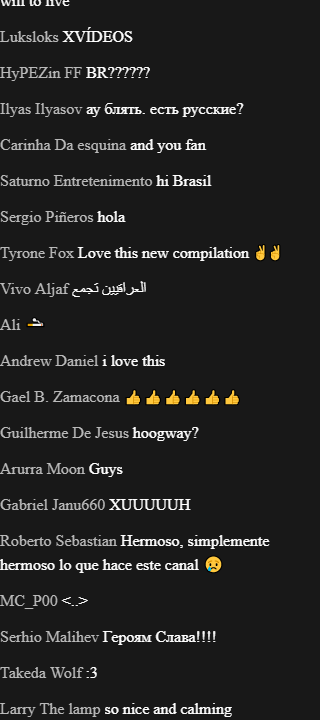 will to live
Luksloks XVÍDEOS
HyPEZin FF BR??????
Ilyas Ilyasov ау блять. есть русские?
Carinha Da esquina and you fan
Saturno Entretenimento hi Brasil
Sergio Piñeros hola
Tyrone Fox Love this new compilation ✌✌
Vivo Aljaf العراقيين تجمع
Ali
Andrew Daniel i love this
Gael B. Zamacona 👍👍👍👍👍👍
Guilherme De Jesus hoogway?
Arurra Moon Guys
Gabriel Janu660 XUUUUUH
Roberto Sebastian Hermoso, simplemente
hermoso lo que hace este canal 😢
MC_P00 <..>
Serhio Malihev Героям Слава!!!!
Takeda Wolf :3
Larry The lamp so nice and calming